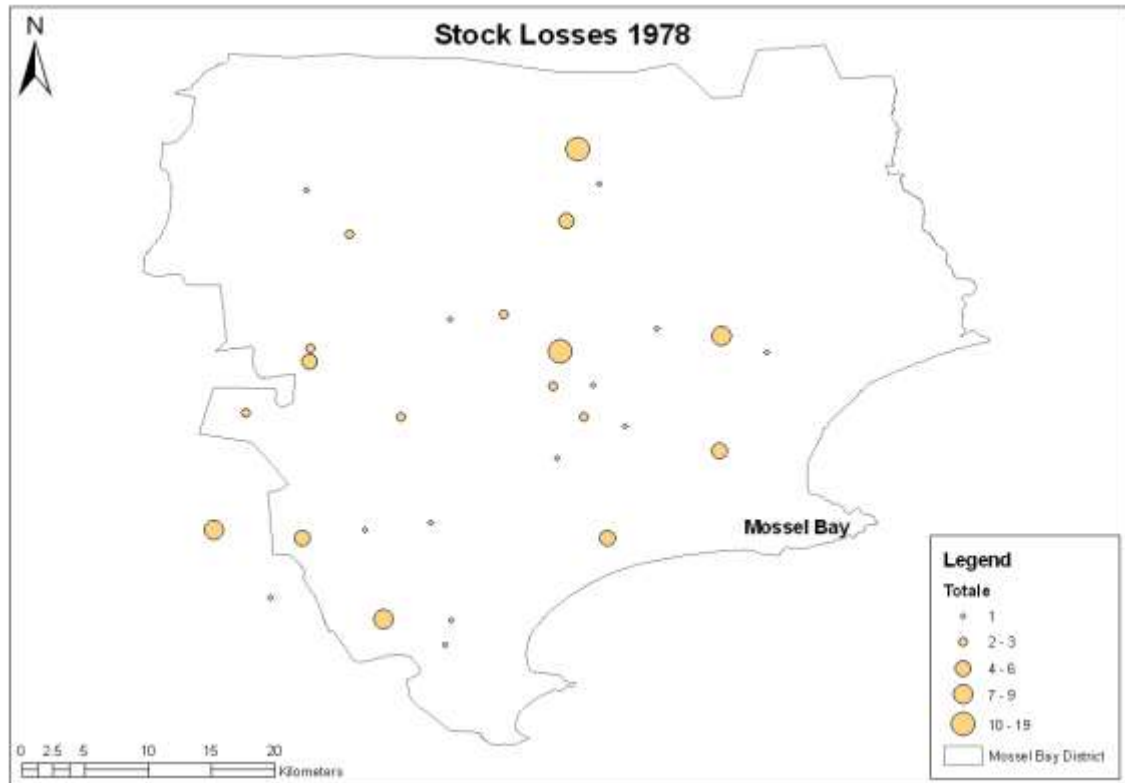 N
Stock Losses 1978
Mossel Bay
Legend
Totale
1
2 - 3
4 - 6
7 - 9
10 - 19
Mossel Bay District
0 2.5 5 10 15 20
Kilometers